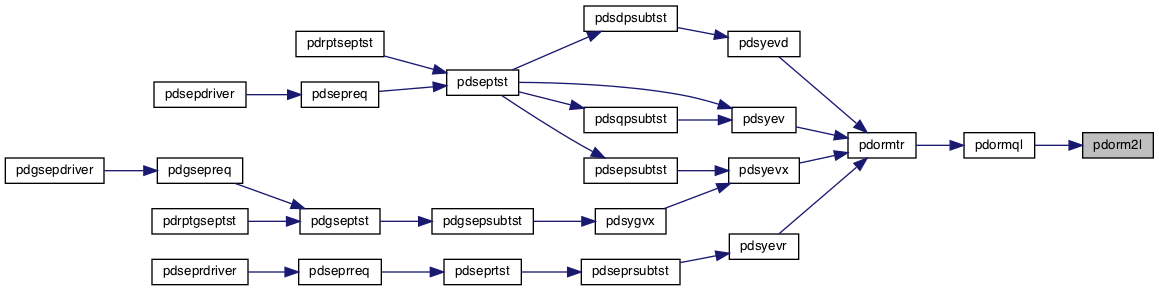 pdsdpsubtst
pdrptseptst
pdsyevd
pdseptst
pdsepdriver
pdsepreq
pdsqpsubtst
pdsyev
pdormtr
pdormql
pdorm2l
pdgsepdriver
pdgsepreq
pdsepsubtst
pdsyevx
pdrptgseptst
pdgseptst
pdgsepsubtst
pdsygvx
pdsyevr
pdseprdriver
pdseprreq
pdseprtst
pdseprsubtst